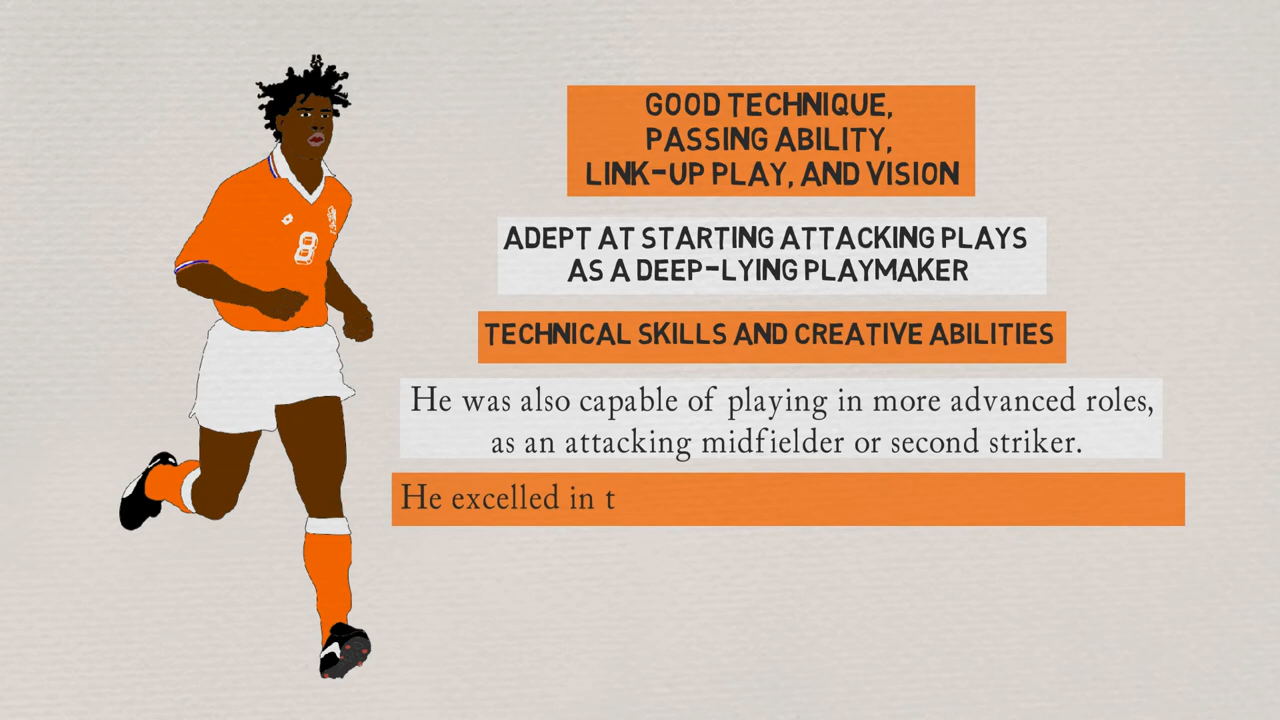 8
GOOD TECHNIQUE,
PASSING ABILITY,
LINK-UP PLAY, AND VISION
ADEPT AT STARTING ATTACKING PLAYS
AS A DEEP-LYING PLAYMAKER
TECHNICAL SKILLS AND CREATIVE ABILITIES
He was also capable of playing in more advanced roles,
as an attacking midfielder or second striker.
He excelled in t